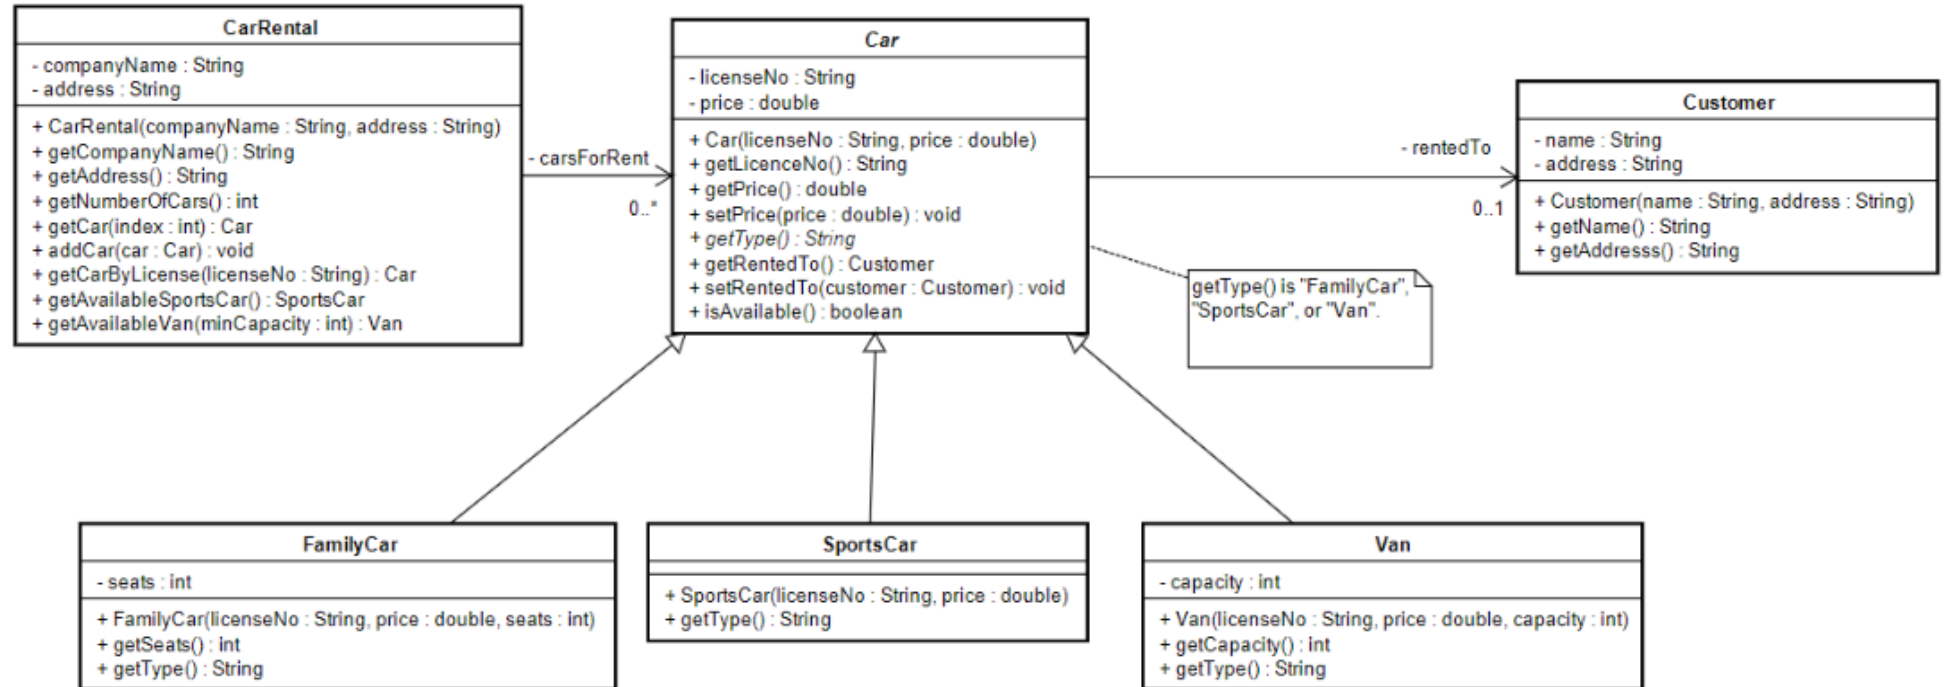 CarRental
- companyName : String
- address : String
+ CarRental(companyName : String, address : String)
+ getCompanyName() : String
+ getAddress() : String
+ getNumberOfCars() : int
+ getCar(index : int) : Car
+ addCar(car : Car) : void
+ getCarByLicense(licenseNo : String) : Car
+ getAvailableSportsCar() : SportsCar
+ getAvailableVan(minCapacity : int) : Van
- carsForRent
0..*
Car
- licenseNo : String
- price : double
+ Car(licenseNo : String, price : double)
+ getLicenceNo() : String
+ getPrice() : double
+ setPrice(price : double) : void
+ getType() : String
+ getRentedTo() : Customer
+ setRentedTo(customer : Customer) : void
+ isAvailable() : boolean
- rentedTo
0..1
Customer
- name : String
- address : String
+ Customer(name : String, address : String)
+ getName() : String
+ getAddresss() : String
getType() is "FamilyCar",
"SportsCar", or "Van".
FamilyCar
- seats : int
+ FamilyCar(licenseNo : String, price : double, seats : int)
+ getSeats() : int
+ getType() : String
SportsCar
+ SportsCar(licenseNo : String, price : double)
+ getType() : String
Van
- capacity : int
+ Van(licenseNo : String, price : double, capacity : int)
+ getCapacity() : int
+ getType() : String